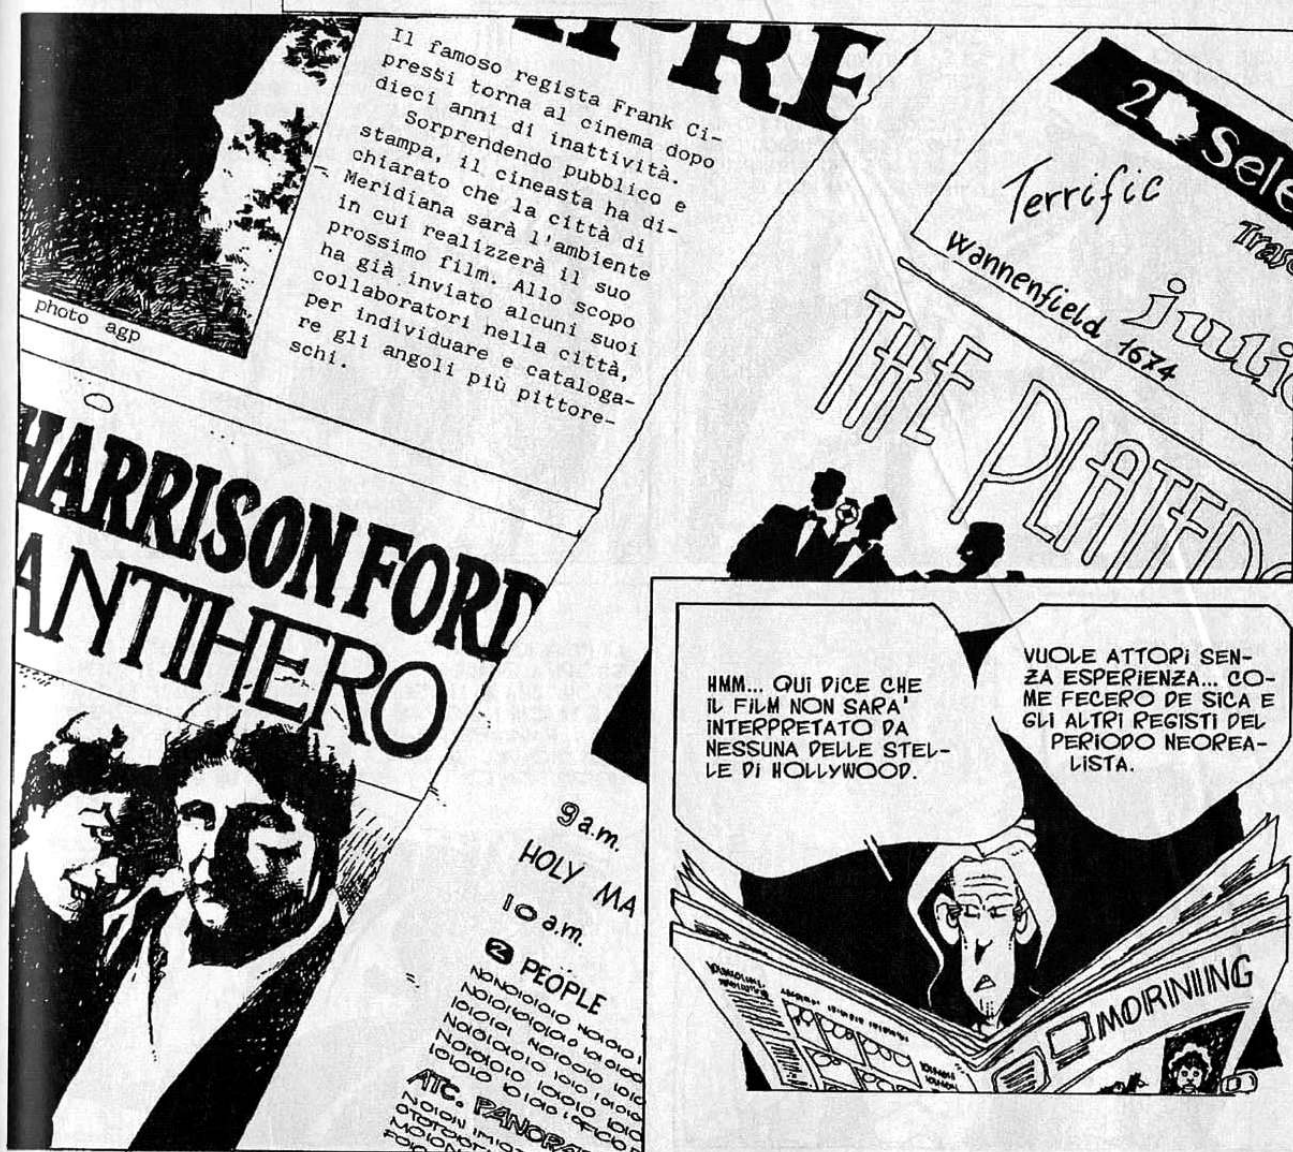 Il famoso regista Frank Ci-
pressi torna al cinema dopo
dieci anni di inattività.
Sorprendendo pubblico e
stampa, il cineasta ha di-
chiarato che la città di
Meridiana sarà l'ambiente
in cui realizzerà il suo
prossimo film. Allo scopo
ha già inviato alcuni suoi
collaboratori nella città,
per individuare e cataloga-
re gli angoli più pittore-
schi.
photo agp
HARRISON FORD
ANTIHERO
Terrific
Wannenfield 1674
THE PLATERS
9 a.m.
HOLY MA
10 a.m.
2 PEOPLE
ATC. PANORA
HMM... QUI DICE CHE
IL FILM NON SARA'
INTERPRETATO DA
NESSUNA DELLE STEL-
LE DI HOLLYWOOD.
VUOLE ATTORI SEN-
ZA ESPERIENZA... CO-
ME FECERO DE SICA E
GLI ALTRI REGISTI DEL
PERIODO NEOREA-
LISTA.
MORNING